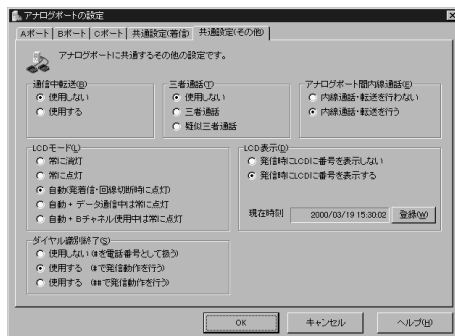 アナログポートの設定
Aポート Bポート Cポート 共通設定(着信) 共通設定(その他)
アナログポートに共通するその他の設定です。
通信中転送(P)
使用しない
使用する
三者通話(T)
使用しない
三者通話
疑似三者通話
アナログポート間内線通話(E)
内線通話・転送を行わない
内線通話・転送を行う
LCDモード(L)
常に消灯
常に点灯
自動(発着信・回線切断時に点灯)
自動 + データ通信中は常に点灯
自動 + Bチャネル使用中は常に点灯
LCD表示(D)
発信時にLCDに番号を表示しない
発信時にLCDに番号を表示する
現在時刻 2000/03/19 15:30:02 登録(W)
ダイヤル識別終了(S)
使用しない (#を電話番号として扱う)
使用する (#で発信動作を行う)
使用する (##で発信動作を行う)
OK キャンセル ヘルプ(H)